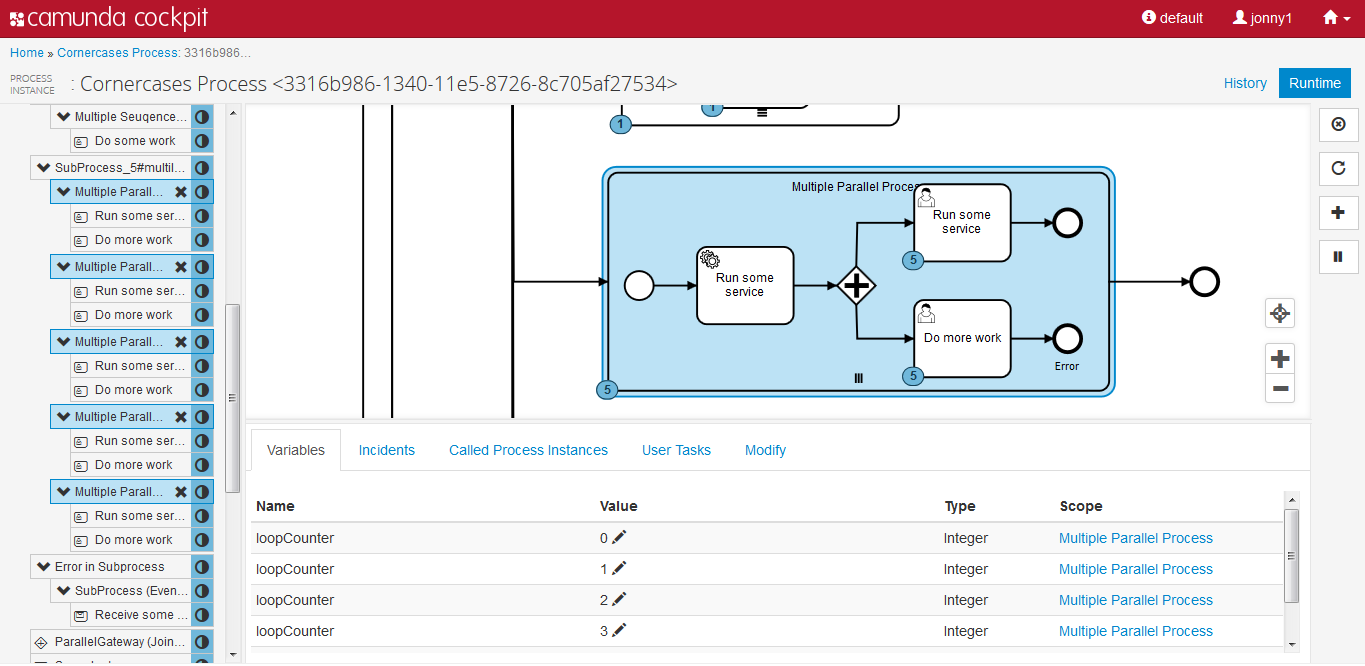 camunda cockpit
default
jonny1
Home » Cornercases Process: 3316b986...
PROCESS INSTANCE : Cornercases Process <3316b986-1340-11e5-8726-8c705af27534>
History
Runtime
Multiple Seuqence...
Do some work
SubProcess_5#multiI...
Multiple Parall...
Run some ser...
Do more work
Multiple Parall...
Run some ser...
Do more work
Multiple Parall...
Run some ser...
Do more work
Multiple Parall...
Run some ser...
Do more work
Multiple Parall...
Run some ser...
Do more work
Error in Subprocess
SubProcess (Even...
Receive some ...
ParallelGateway (Join...
1
1
Multiple Parallel Proces
Run some
service
5
Run some
service
Do more work
5
Error
5
Variables
Incidents
Called Process Instances
User Tasks
Modify
Name Value Type Scope
loopCounter 0 Integer Multiple Parallel Process
loopCounter 1 Integer Multiple Parallel Process
loopCounter 2 Integer Multiple Parallel Process
loopCounter 3 Integer Multiple Parallel Process